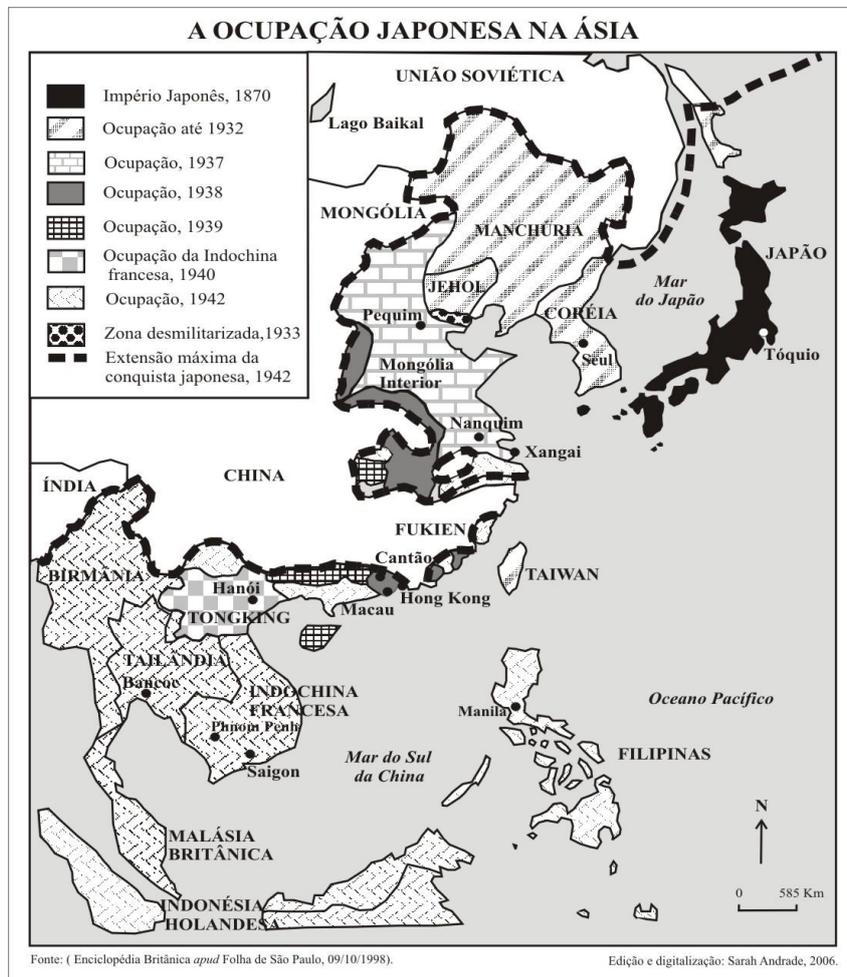 A OCUPAÇÃO JAPONESA NA ÁSIA
Império Japonês, 1870
Ocupação até 1932
Ocupação, 1937
Ocupação, 1938
Ocupação, 1939
Ocupação da Indochina
francesa, 1940
Ocupação, 1942
Zona desmilitarizada,1933
Extensão máxima da
conquista japonesa, 1942
UNIÃO SOVIÉTICA
Lago Baikal
MONGÓLIA
MANCHÚRIA
JAPÃO
Mar
do Japão
JEHOL
Pequim
CORÉIA
Seul
Tóquio
Mongólia
Interior
Nanquim
Xangai
CHINA
ÍNDIA
FUKIEN
Cantão
BIRMÂNIA
TAIWAN
Hanói
Hong Kong
Macau
TONGKING
TAILÂNDIA
Bancoc
INDOCHINA
FRANCESA
Phnom Penh
Saigon
Manila
Oceano Pacífico
FILIPINAS
Mar do Sul
da China
MALÁSIA
BRITÂNICA
INDONÉSIA
HOLANDESA
N
0 585 Km
Fonte: ( Enciclopédia Britânica apud Folha de São Paulo, 09/10/1998).
Edição e digitalização: Sarah Andrade, 2006.